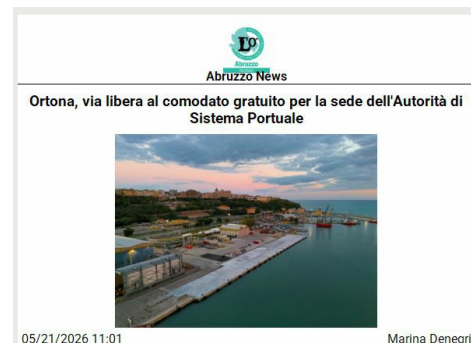 L'O
Abruzzo
Abruzzo News
Ortona, via libera al comodato gratuito per la sede dell'Autorità di
Sistema Portuale
05/21/2026 11:01
Marina Denegri